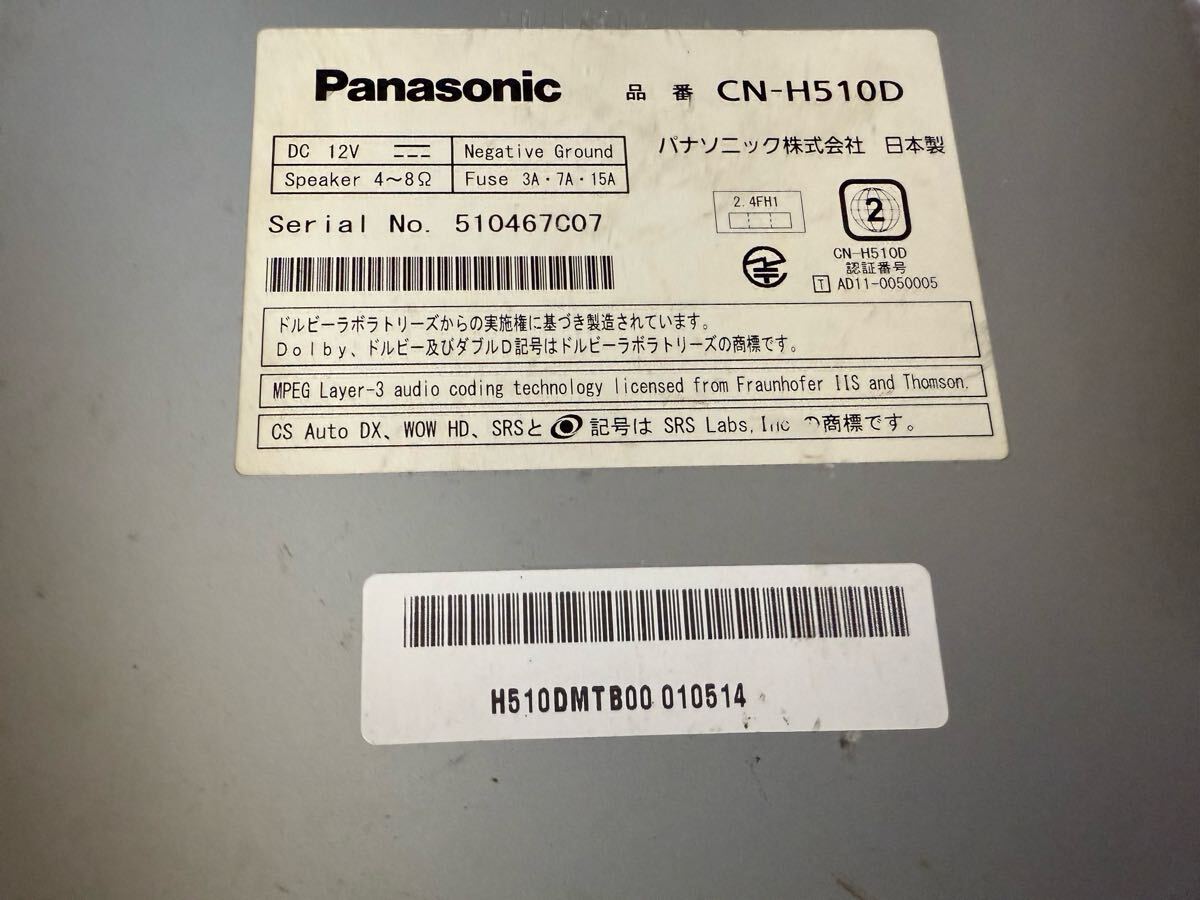 Panasonic 品番 CN-H510D
DC 12V Negative Ground
Speaker 4~8Ω Fuse 3A・7A・15A
パナソニック株式会社 日本製
Serial No. 510467C07
2.4FH1
2
CN-H510D
認証番号
T AD11-0050005
ドルビーラボラトリーズからの実施権に基づき製造されています。
Dolby、ドルビー及びダブルD記号はドルビーラボラトリーズの商標です。
MPEG Layer-3 audio coding technology licensed from Fraunhofer IIS and Thomson.
CS Auto DX、WOW HD、SRSと 記号は SRS Labs, Inc の商標です。
H510DMTB00 010514